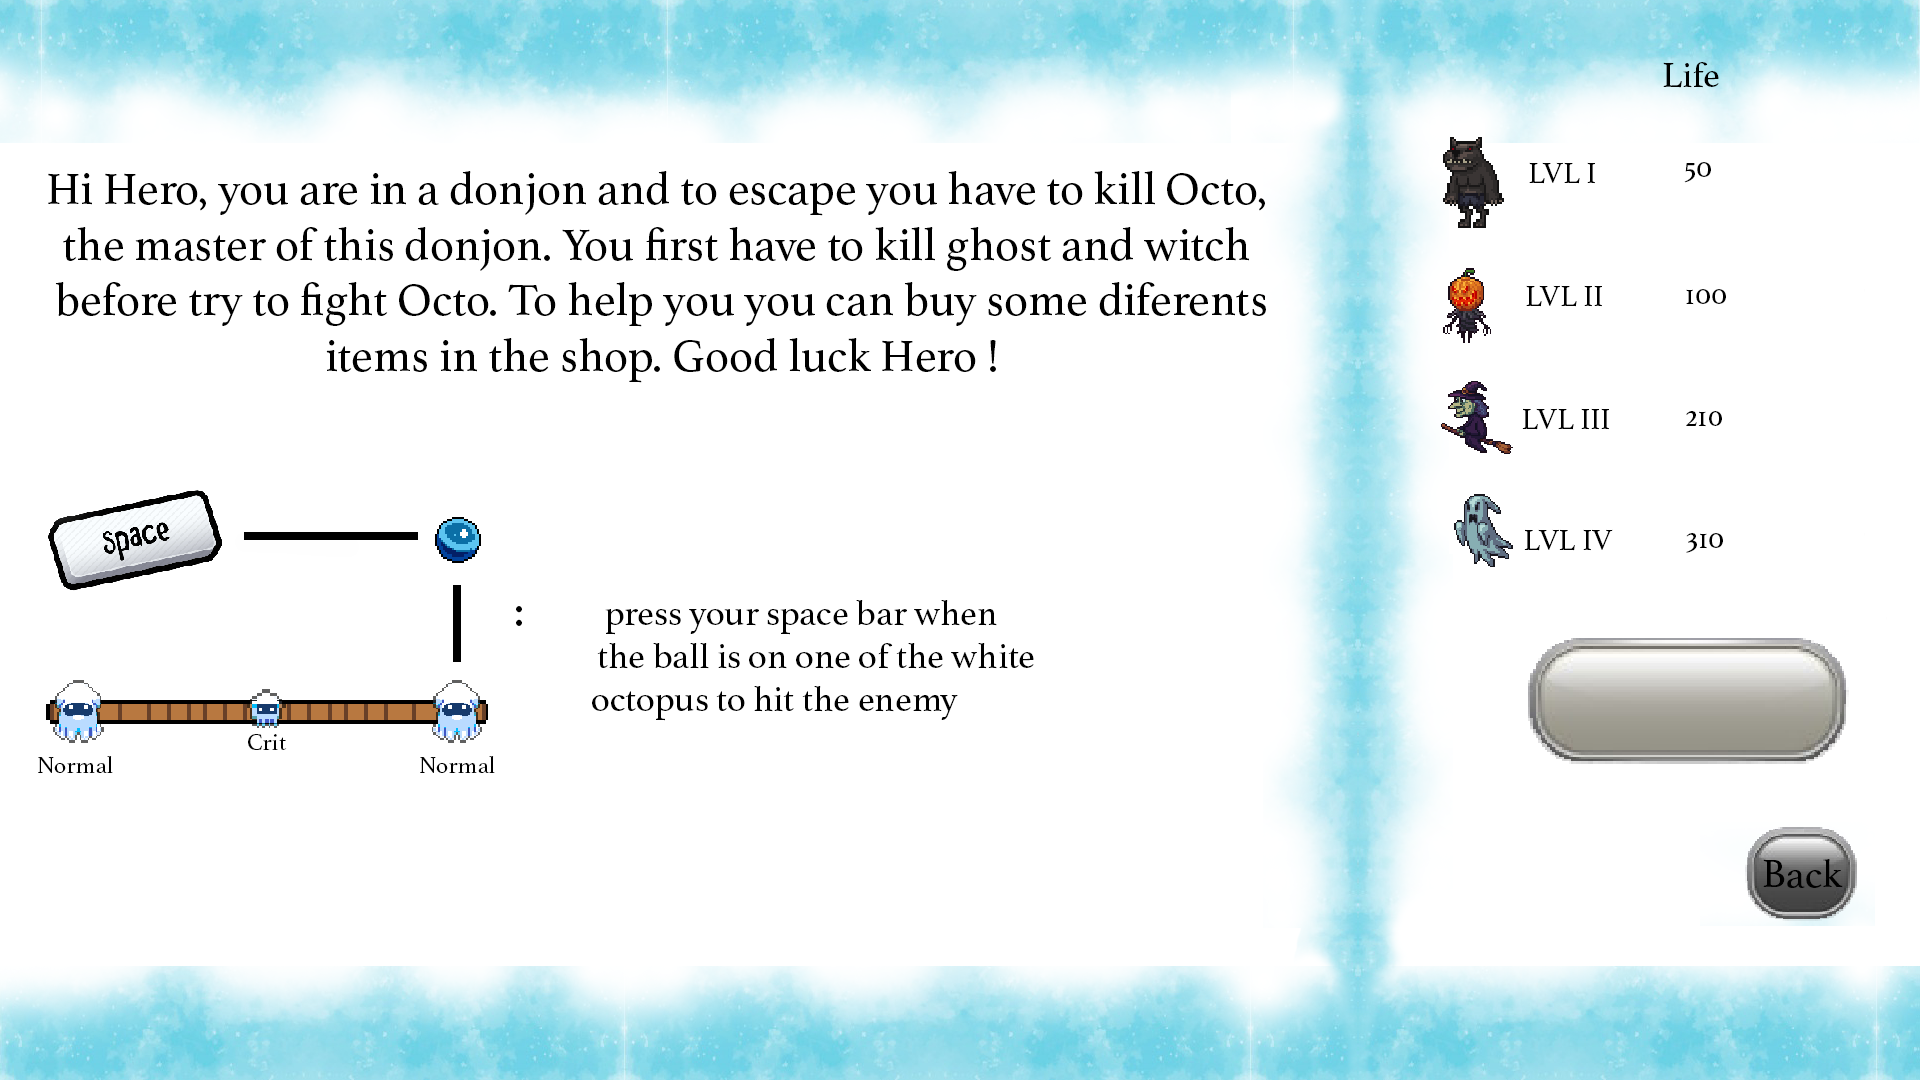 Hi Hero, you are in a donjon and to escape you have to kill Octo,
the master of this donjon. You first have to kill ghost and witch
before try to fight Octo. To help you you can buy some diferents
items in the shop. Good luck Hero !
space
: press your space bar when
the ball is on one of the white
octopus to hit the enemy
Crit
Normal Normal
Life
LVL I 50
LVL II 100
LVL III 210
LVL IV 310
Back